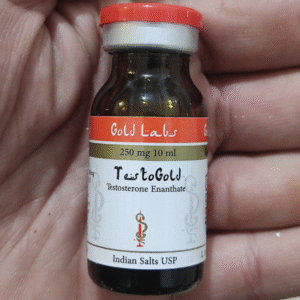 Gold Labs
250 mg 10 ml
TestoGold
Testosterone Enanthate
Indian Salts USP